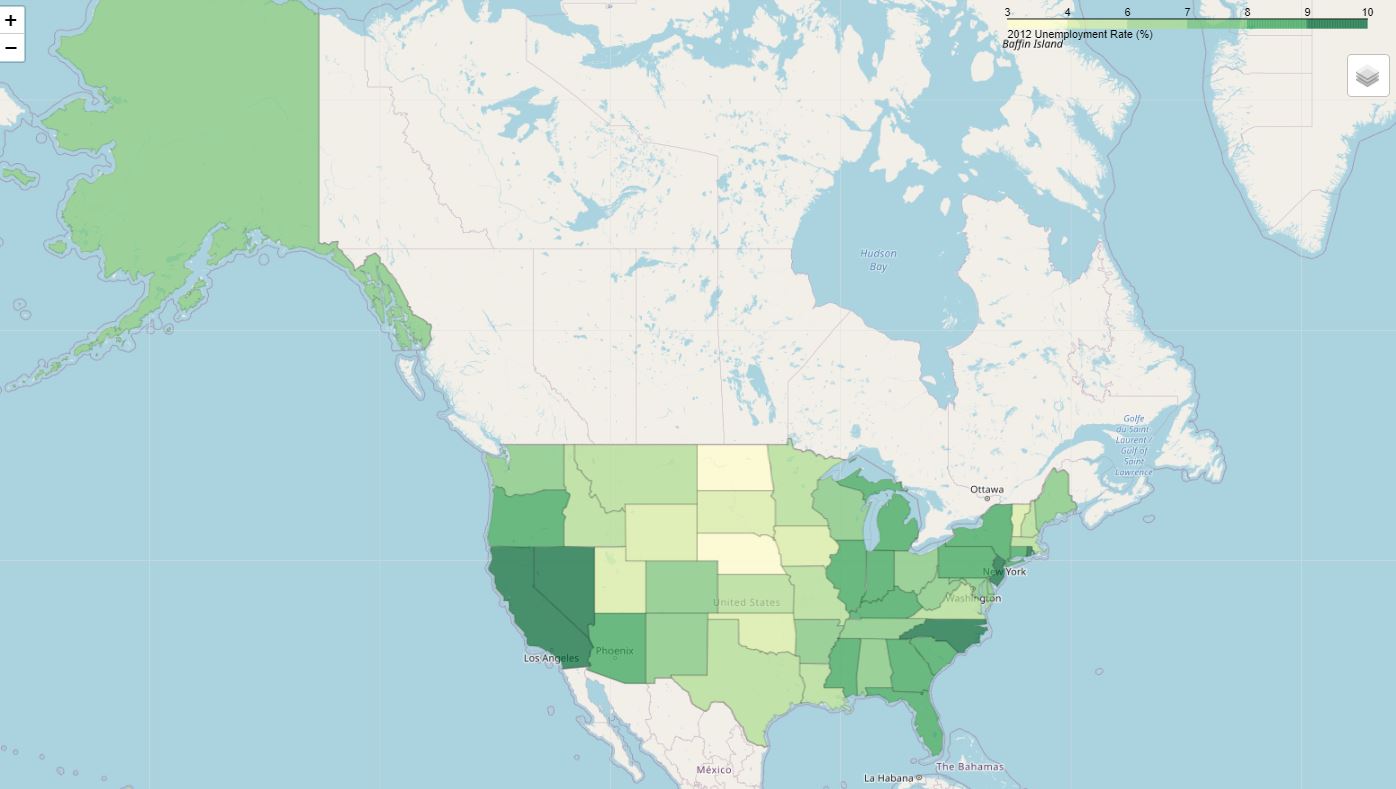 +
−
3 4 6 7 8 9 10
2012 Unemployment Rate (%)
Baffin Island
Hudson
Bay
Golfe
du Saint-
Laurent /
Gulf of
Saint
Lawrence
Ottawa
New York
Washington
United States
Phoenix
Los Angeles
México
La Habana
The Bahamas